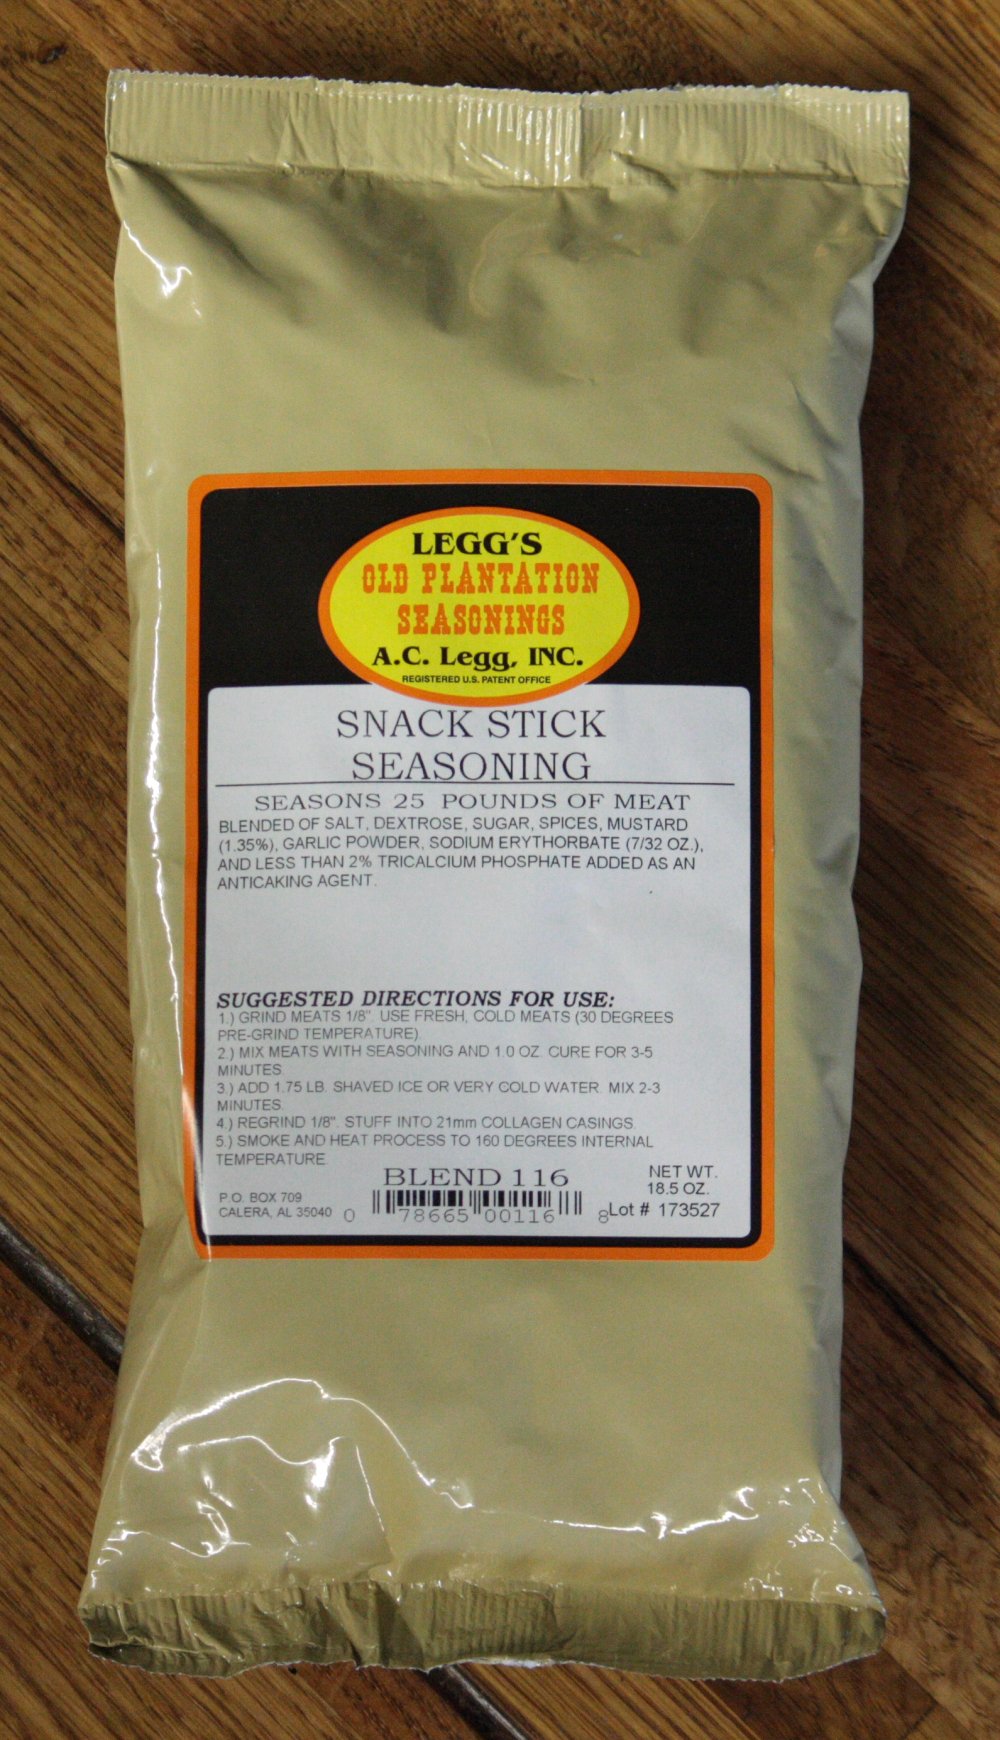 LEGG'S
OLD PLANTATION
SEASONINGS
A.C. Legg, INC.
REGISTERED U.S. PATENT OFFICE
SNACK STICK
SEASONING
SEASONS 25 POUNDS OF MEAT
BLENDED OF SALT, DEXTROSE, SUGAR, SPICES, MUSTARD
(1.35%), GARLIC POWDER, SODIUM ERYTHORBATE (7/32 OZ.),
AND LESS THAN 2% TRICALCIUM PHOSPHATE ADDED AS AN
ANTICAKING AGENT.
SUGGESTED DIRECTIONS FOR USE:
1.) GRIND MEATS 1/8". USE FRESH, COLD MEATS (30 DEGREES
PRE-GRIND TEMPERATURE).
2.) MIX MEATS WITH SEASONING AND 1.0 OZ. CURE FOR 3-5
MINUTES.
3.) ADD 1.75 LB. SHAVED ICE OR VERY COLD WATER. MIX 2-3
MINUTES.
4.) REGRIND 1/8". STUFF INTO 21mm COLLAGEN CASINGS.
5.) SMOKE AND HEAT PROCESS TO 160 DEGREES INTERNAL
TEMPERATURE.
BLEND 116
NET WT.
18.5 OZ.
P.O. BOX 709
CALERA, AL 35040
0 78665 00116 8
Lot # 173527